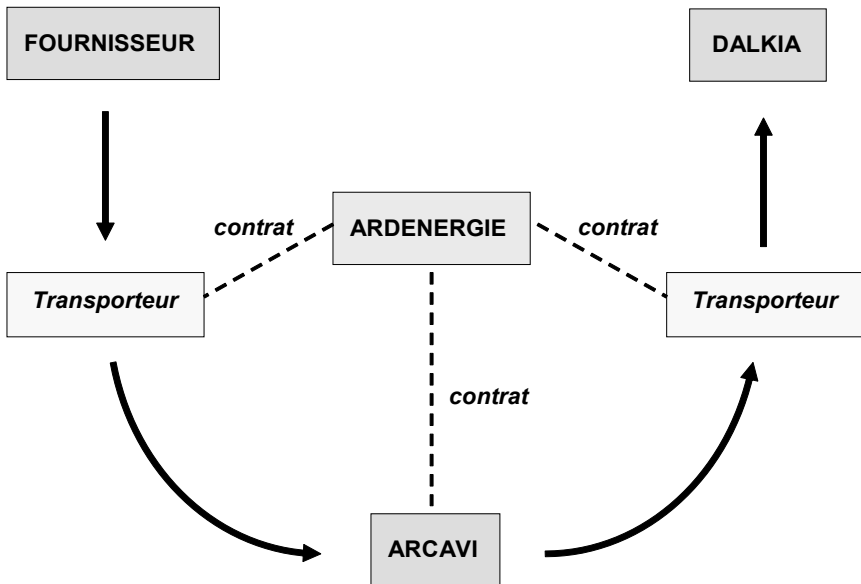 FOURNISSEUR
DALKIA
contrat
ARDENERGIE
contrat
Transporteur
Transporteur
contrat
ARCAVI